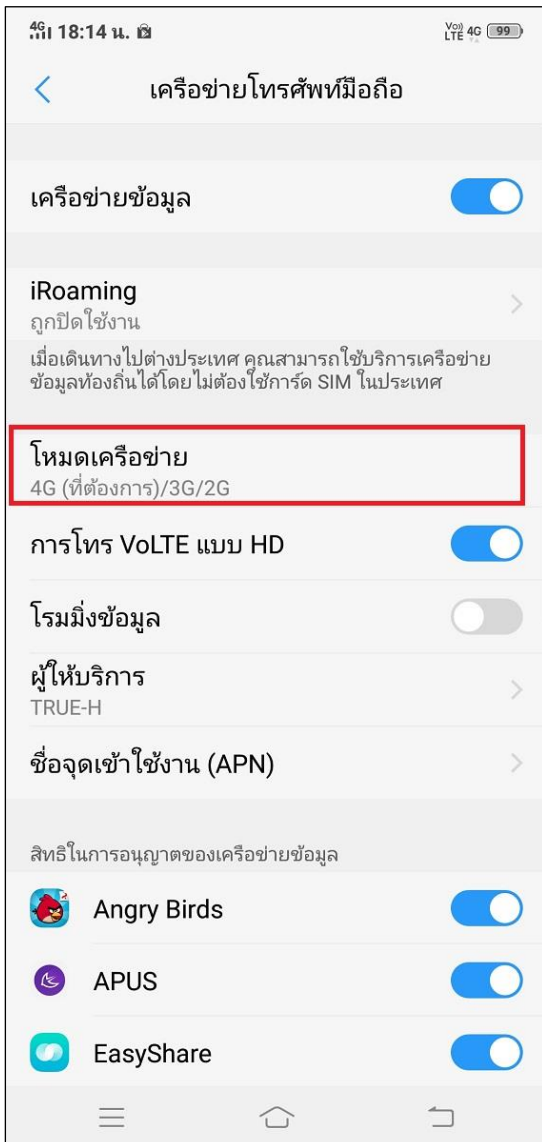 4G 18:14 น. VoLTE 4G 99
เครือข่ายโทรศัพท์มือถือ
เครือข่ายข้อมูล
iRoaming
ถูกปิดใช้งาน
เมื่อเดินทางไปต่างประเทศ คุณสามารถใช้บริการเครือข่าย
ข้อมูลท้องถิ่นได้โดยไม่ต้องใช้การ์ด SIM ในประเทศ
โหมดเครือข่าย
4G (ที่ต้องการ)/3G/2G
การโทร VoLTE แบบ HD
โรมมิ่งข้อมูล
ผู้ให้บริการ
TRUE-H
ชื่อจุดเข้าใช้งาน (APN)
สิทธิในการอนุญาตของเครือข่ายข้อมูล
Angry Birds
APUS
EasyShare